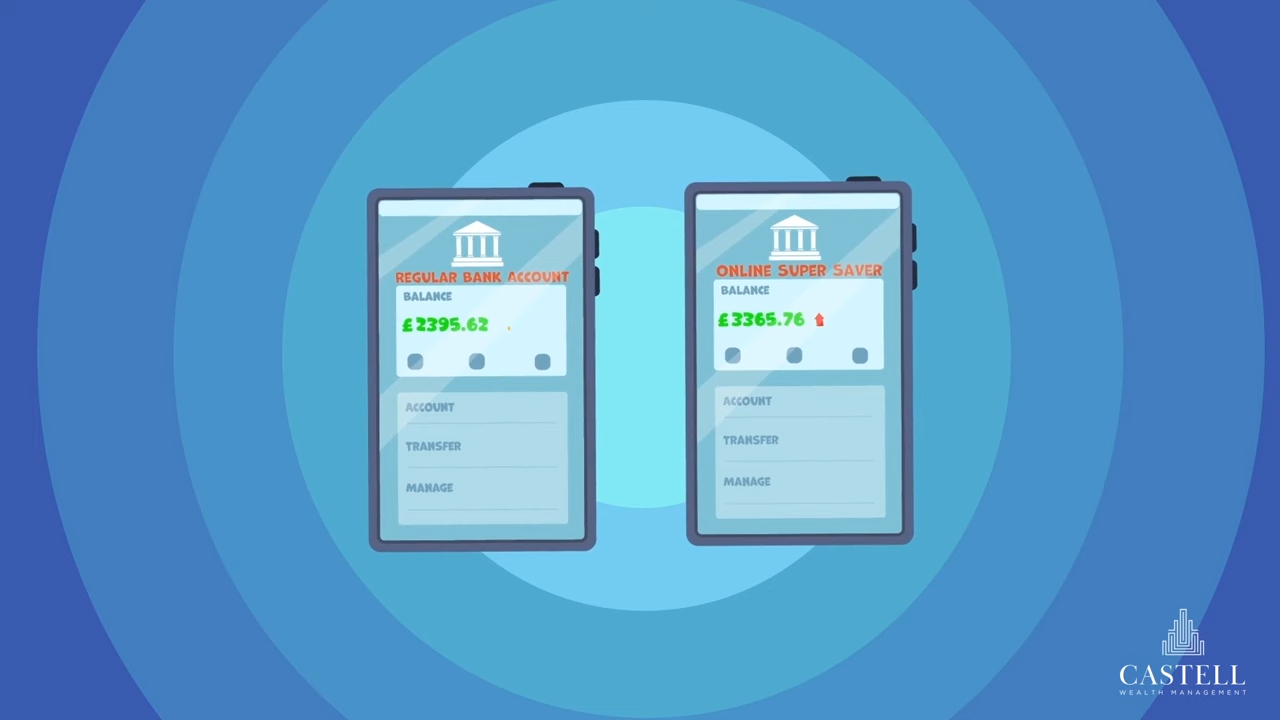 REGULAR BANK ACCOUNT
BALANCE
£2395.62
ACCOUNT
TRANSFER
MANAGE
ONLINE SUPER SAVER
BALANCE
£3365.76
ACCOUNT
TRANSFER
MANAGE
CASTELL
WEALTH MANAGEMENT